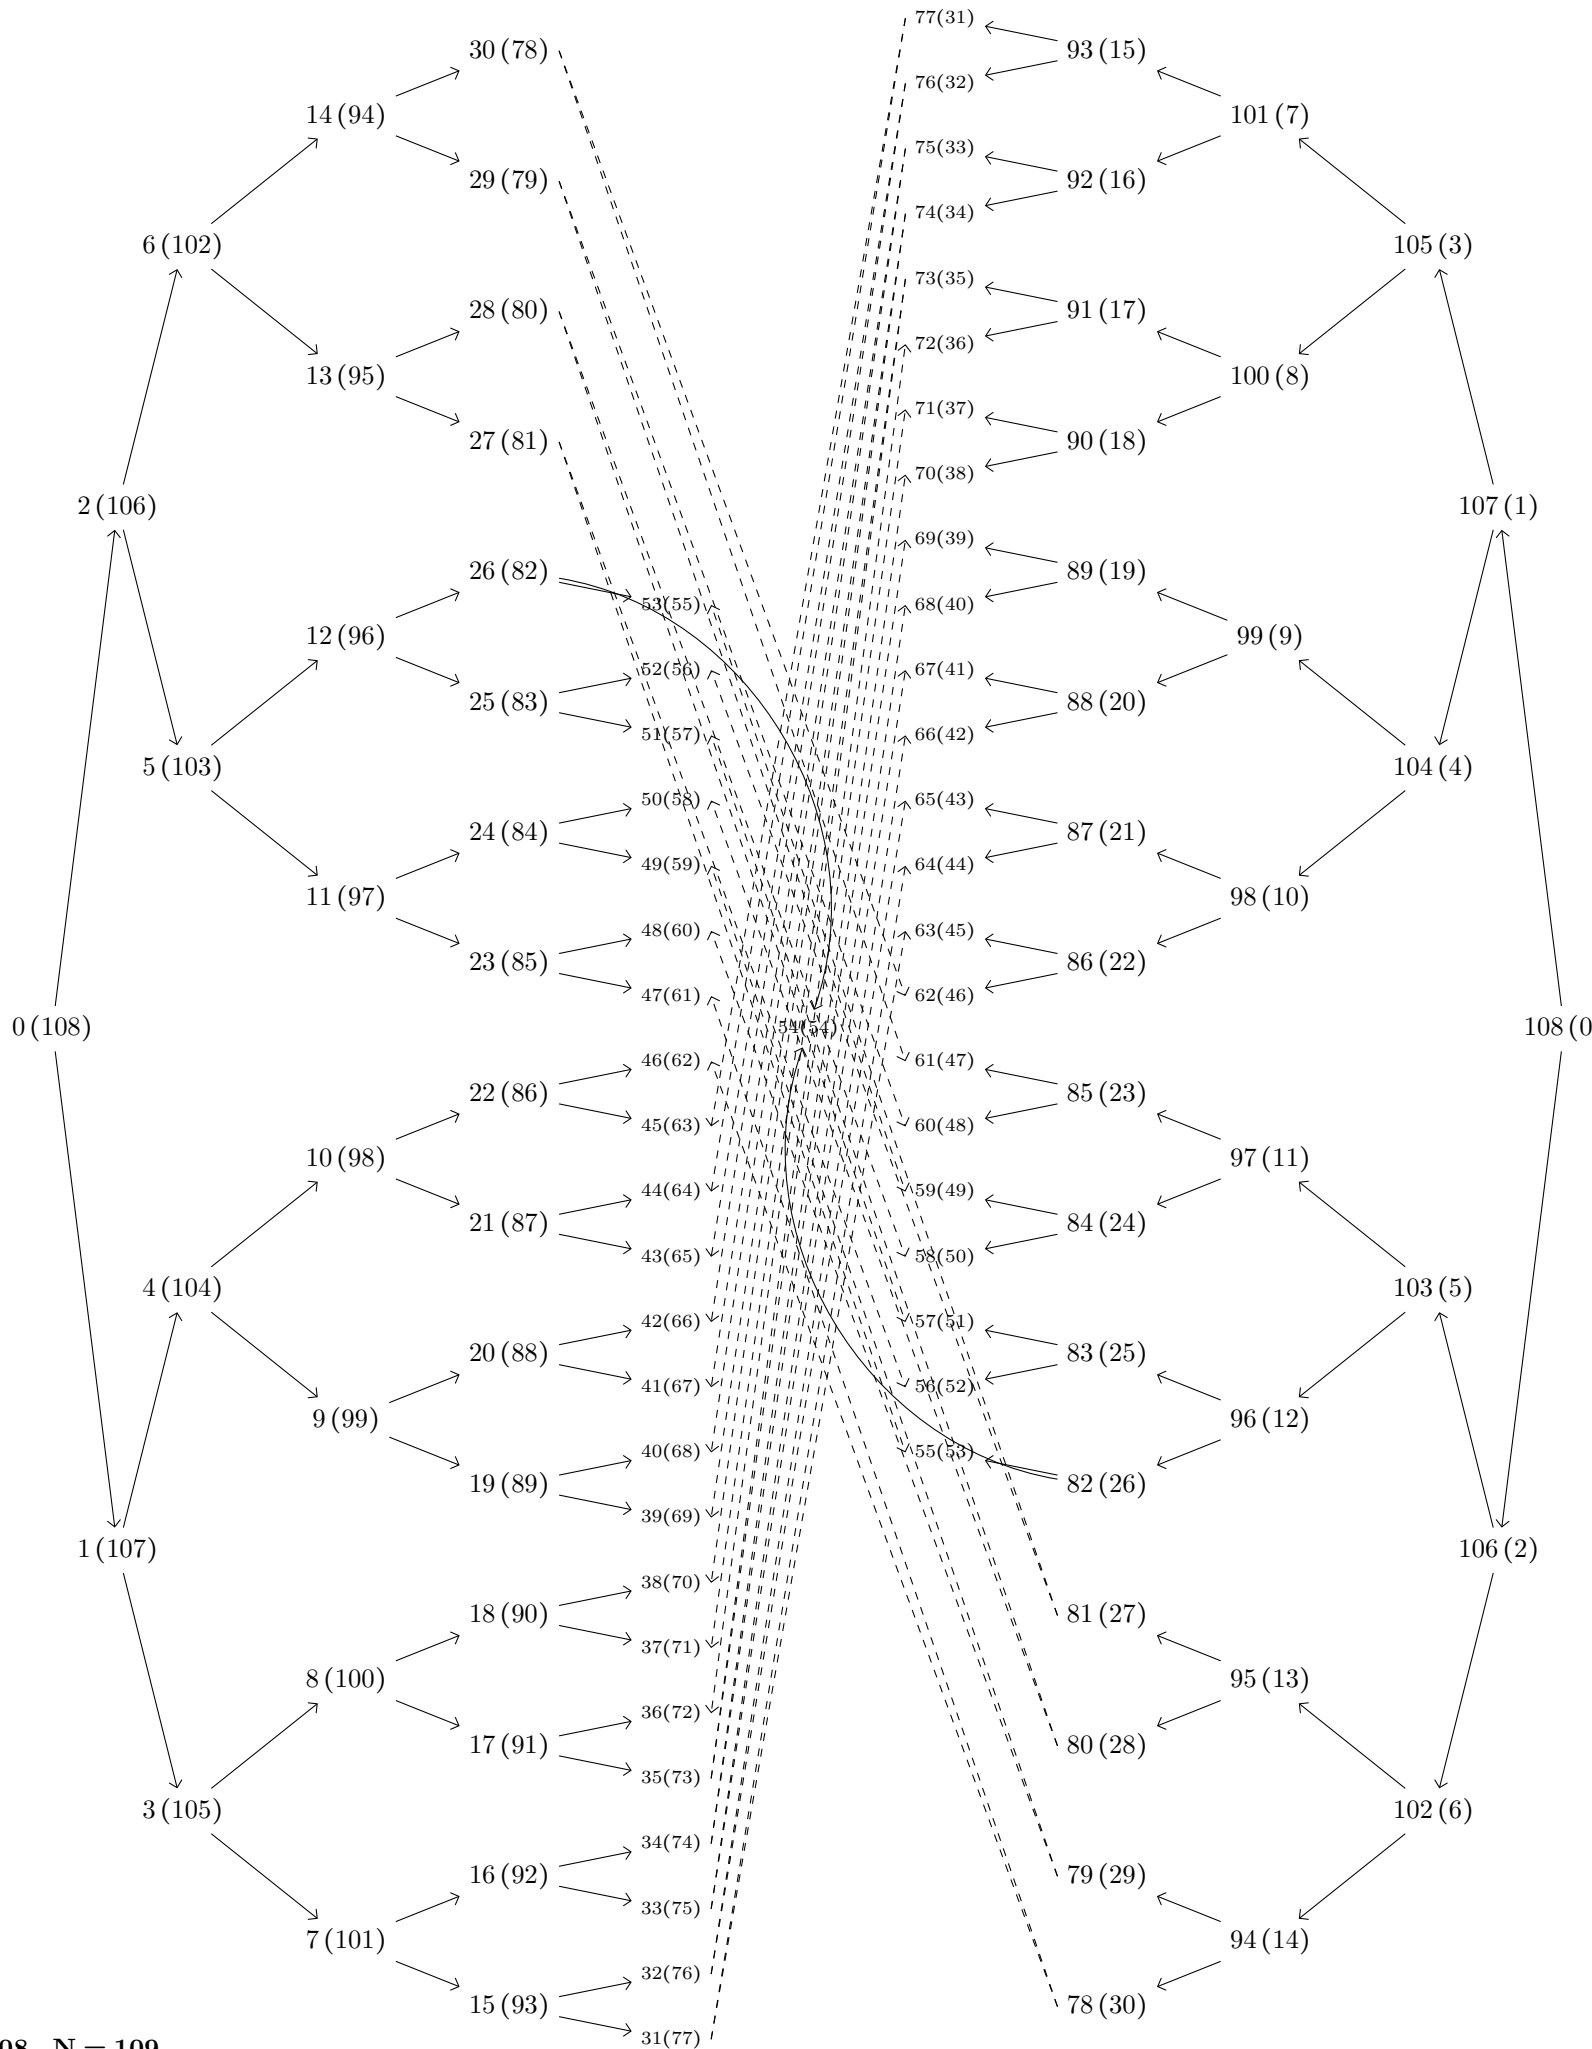 77(31)
30 (78) 93 (15)
76(32)
14 (94) 101 (7)
75(33)
29 (79) 92 (16)
74(34)
6 (102) 105 (3)
73(35)
28 (80) 91 (17)
72(36)
13 (95) 100 (8)
71(37)
27 (81) 90 (18)
70(38)
2 (106) 107 (1)
69(39)
26 (82) 89 (19)
53(55) 68(40)
12 (96) 99 (9)
52(56) 67(41)
25 (83) 88 (20)
51(57) 66(42)
5 (103) 104 (4)
50(58) 65(43)
24 (84) 87 (21)
49(59) 64(44)
11 (97) 98 (10)
48(60) 63(45)
23 (85) 86 (22)
47(61) 62(46)
0 (108) 54(54) 108 (0
46(62) 61(47)
22 (86) 85 (23)
45(63) 60(48)
10 (98) 97 (11)
44(64) 59(49)
21 (87) 84 (24)
43(65) 58(50)
4 (104) 103 (5)
42(66) 57(51)
20 (88) 83 (25)
41(67) 56(52)
9 (99) 96 (12)
40(68) 55(53)
19 (89) 82 (26)
39(69)
1 (107) 106 (2)
38(70)
18 (90) 81 (27)
37(71)
8 (100) 95 (13)
36(72)
17 (91) 80 (28)
35(73)
3 (105) 102 (6)
34(74)
16 (92) 79 (29)
33(75)
7 (101) 94 (14)
32(76)
15 (93) 78 (30)
31(77)
N = 109